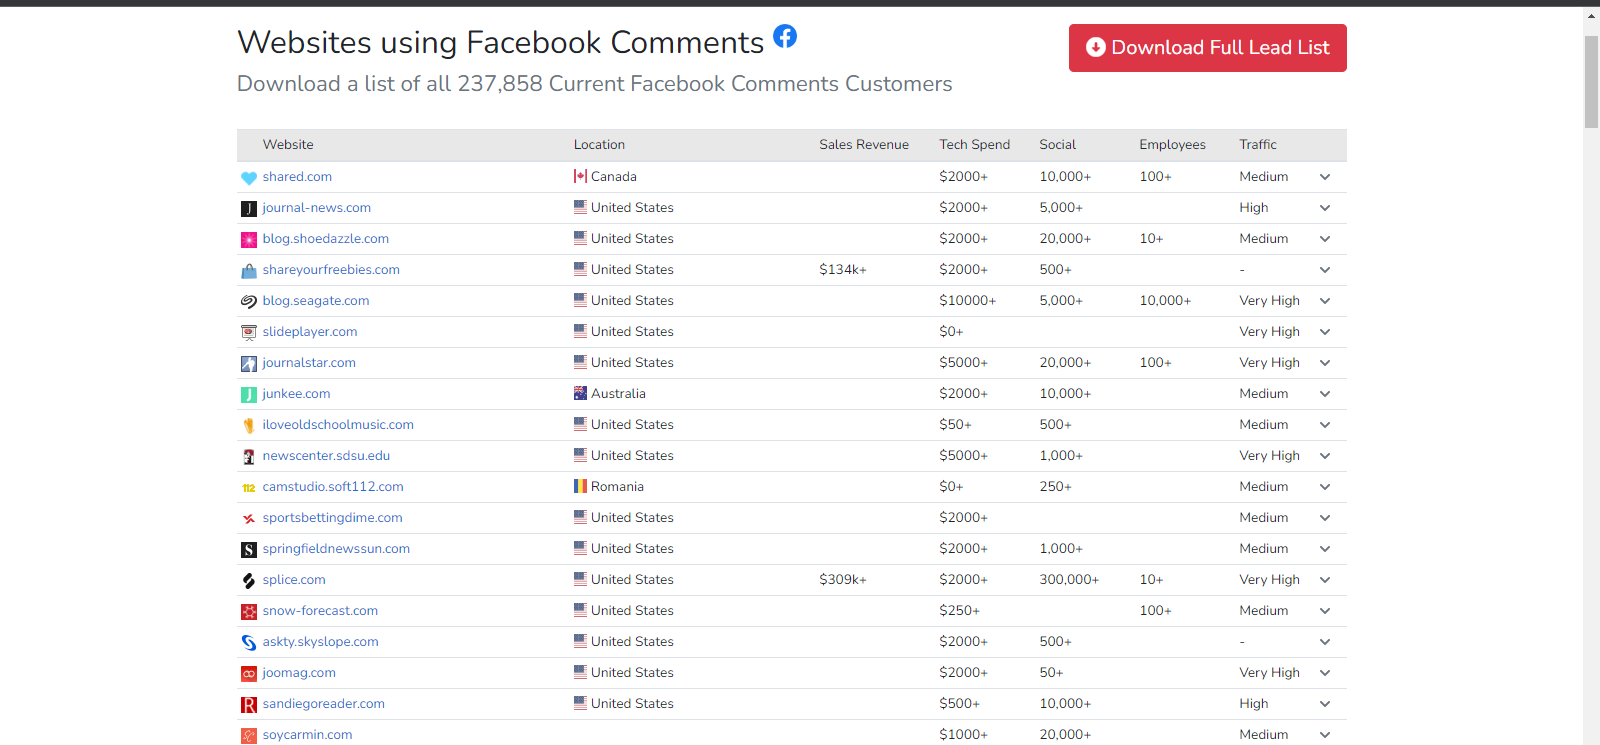 Websites using Facebook Comments
Download Full Lead List
Download a list of all 237,858 Current Facebook Comments Customers
Website Location Sales Revenue Tech Spend Social Employees Traffic
shared.com Canada $2000+ 10,000+ 100+ Medium
J journal-news.com United States $2000+ 5,000+ High
blog.shoedazzle.com United States $2000+ 20,000+ 10+ Medium
shareyourfreebies.com United States $134k+ $2000+ 500+ -
blog.seagate.com United States $10000+ 5,000+ 10,000+ Very High
slideplayer.com United States $0+ Very High
journalstar.com United States $5000+ 20,000+ 100+ Very High
J junkee.com Australia $2000+ 10,000+ Medium
iloveoldschoolmusic.com United States $50+ 500+ Medium
newscenter.sdsu.edu United States $5000+ 1,000+ Very High
112 camstudio.soft112.com Romania $0+ 250+ Medium
sportsbettingdime.com United States $2000+ Medium
S springfieldnewssun.com United States $2000+ 1,000+ Medium
splice.com United States $309k+ $2000+ 300,000+ 10+ Very High
snow-forecast.com United States $250+ 100+ Medium
askty.skyslope.com United States $2000+ 500+ -
joomag.com United States $2000+ 50+ Very High
R sandiegoreader.com United States $500+ 10,000+ High
soycarmin.com $1000+ 20,000+ Medium